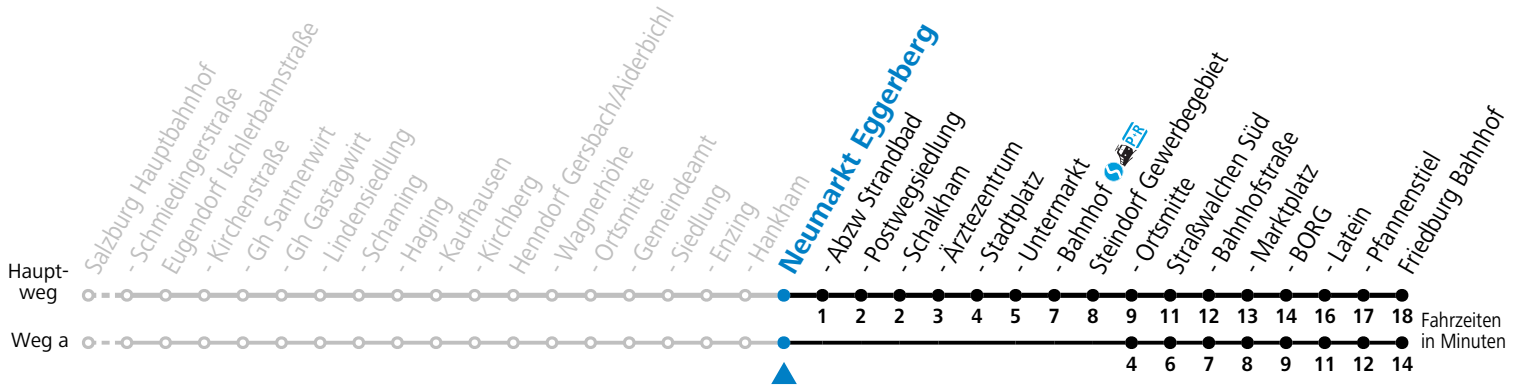 Salzburg Hauptbahnhof
- Schmiedingerstraße
Eugendorf Ischlerbahnstraße
- Kirchenstraße
- Gh Santnerwirt
- Gh Gastagwirt
- Lindensiedlung
- Schaming
- Haging
- Kaufhausen
- Kirchberg
Henndorf Gersbach/Aiderbichl
- Wagnerhöhe
- Ortsmitte
- Gemeindeamt
- Siedlung
- Enzing
- Hankham
Neumarkt Eggerberg
- Abzw Strandbad
- Postwegsiedlung
- Schalkham
- Ärztezentrum
- Stadtplatz
- Untermarkt
- Bahnhof S P+R
Steindorf Gewerbegebiet
- Ortsmitte
Straßwalchen Süd
- Bahnhofstraße
- Marktplatz
- BORG
- Latein
- Pfannenstiel
Friedburg Bahnhof
Haupt-
weg
1 2 2 3 4 5 7 8 9 11 12 13 14 16 17 18
Fahrzeiten
in Minuten
Weg a
4 6 7 8 9 11 12 14